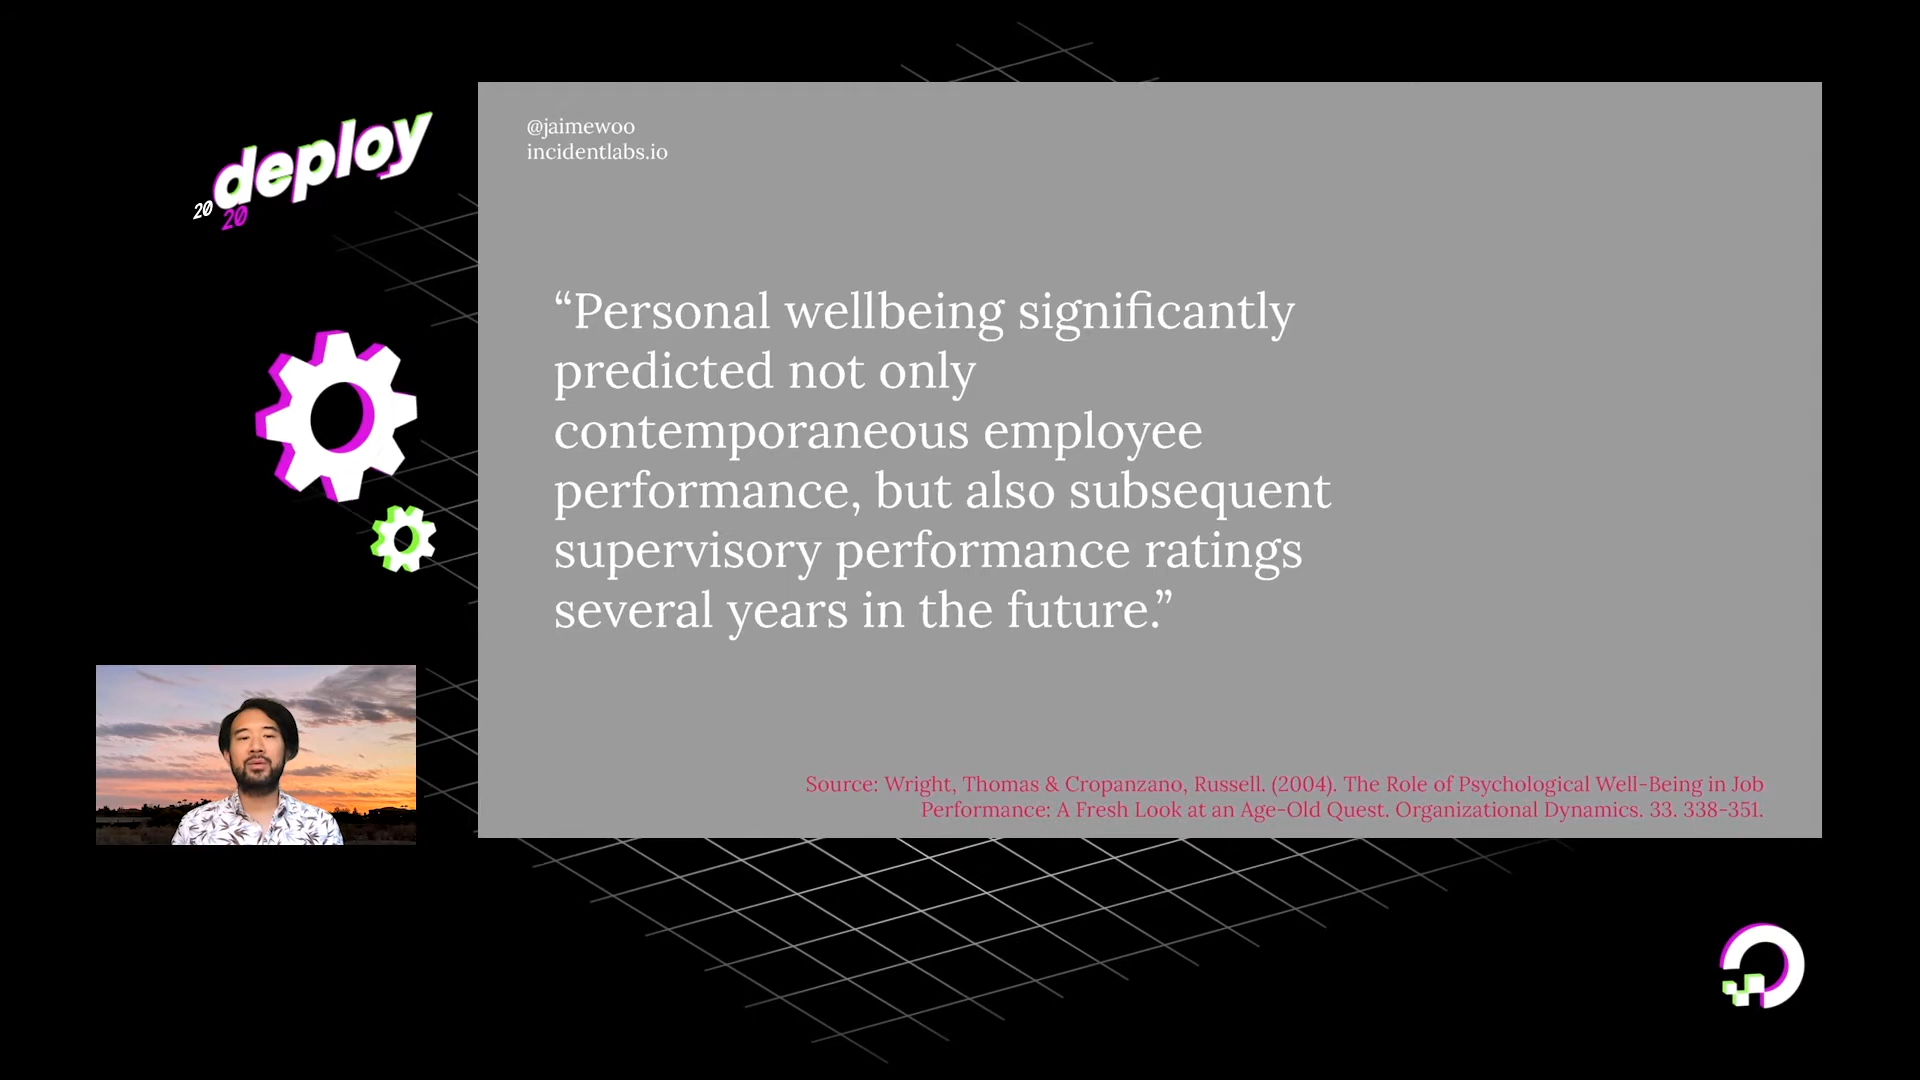 deploy
20
20
@jaimewoo
incidentlabs.io
“Personal wellbeing significantly
predicted not only
contemporaneous employee
performance, but also subsequent
supervisory performance ratings
several years in the future.”
Source: Wright, Thomas & Cropanzano, Russell. (2004). The Role of Psychological Well-Being in Job
Performance: A Fresh Look at an Age-Old Quest. Organizational Dynamics. 33. 338-351.